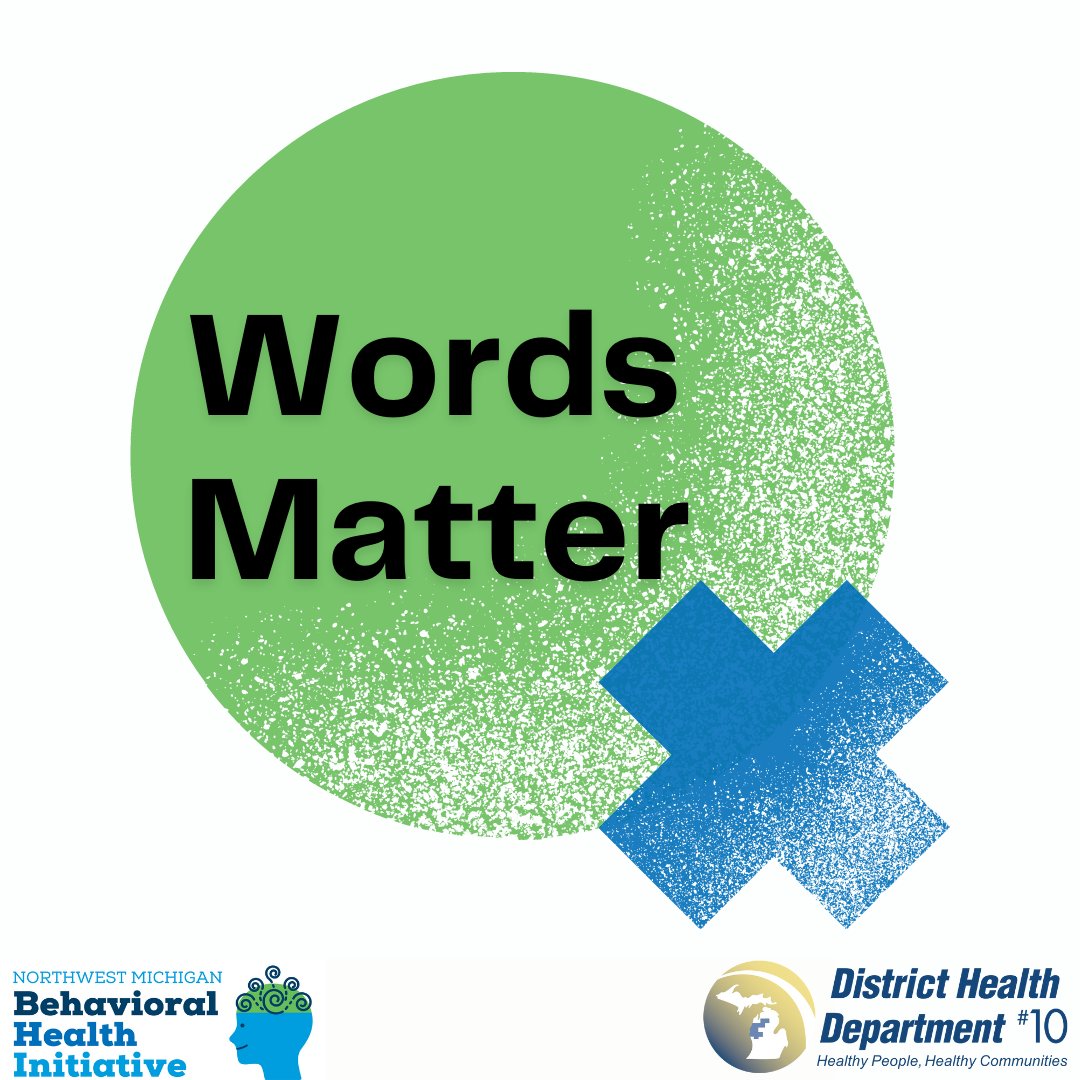 Words
Matter
NORTHWEST MICHIGAN
Behavioral
Health
Initiative
District Health
Department #10
Healthy People, Healthy Communities